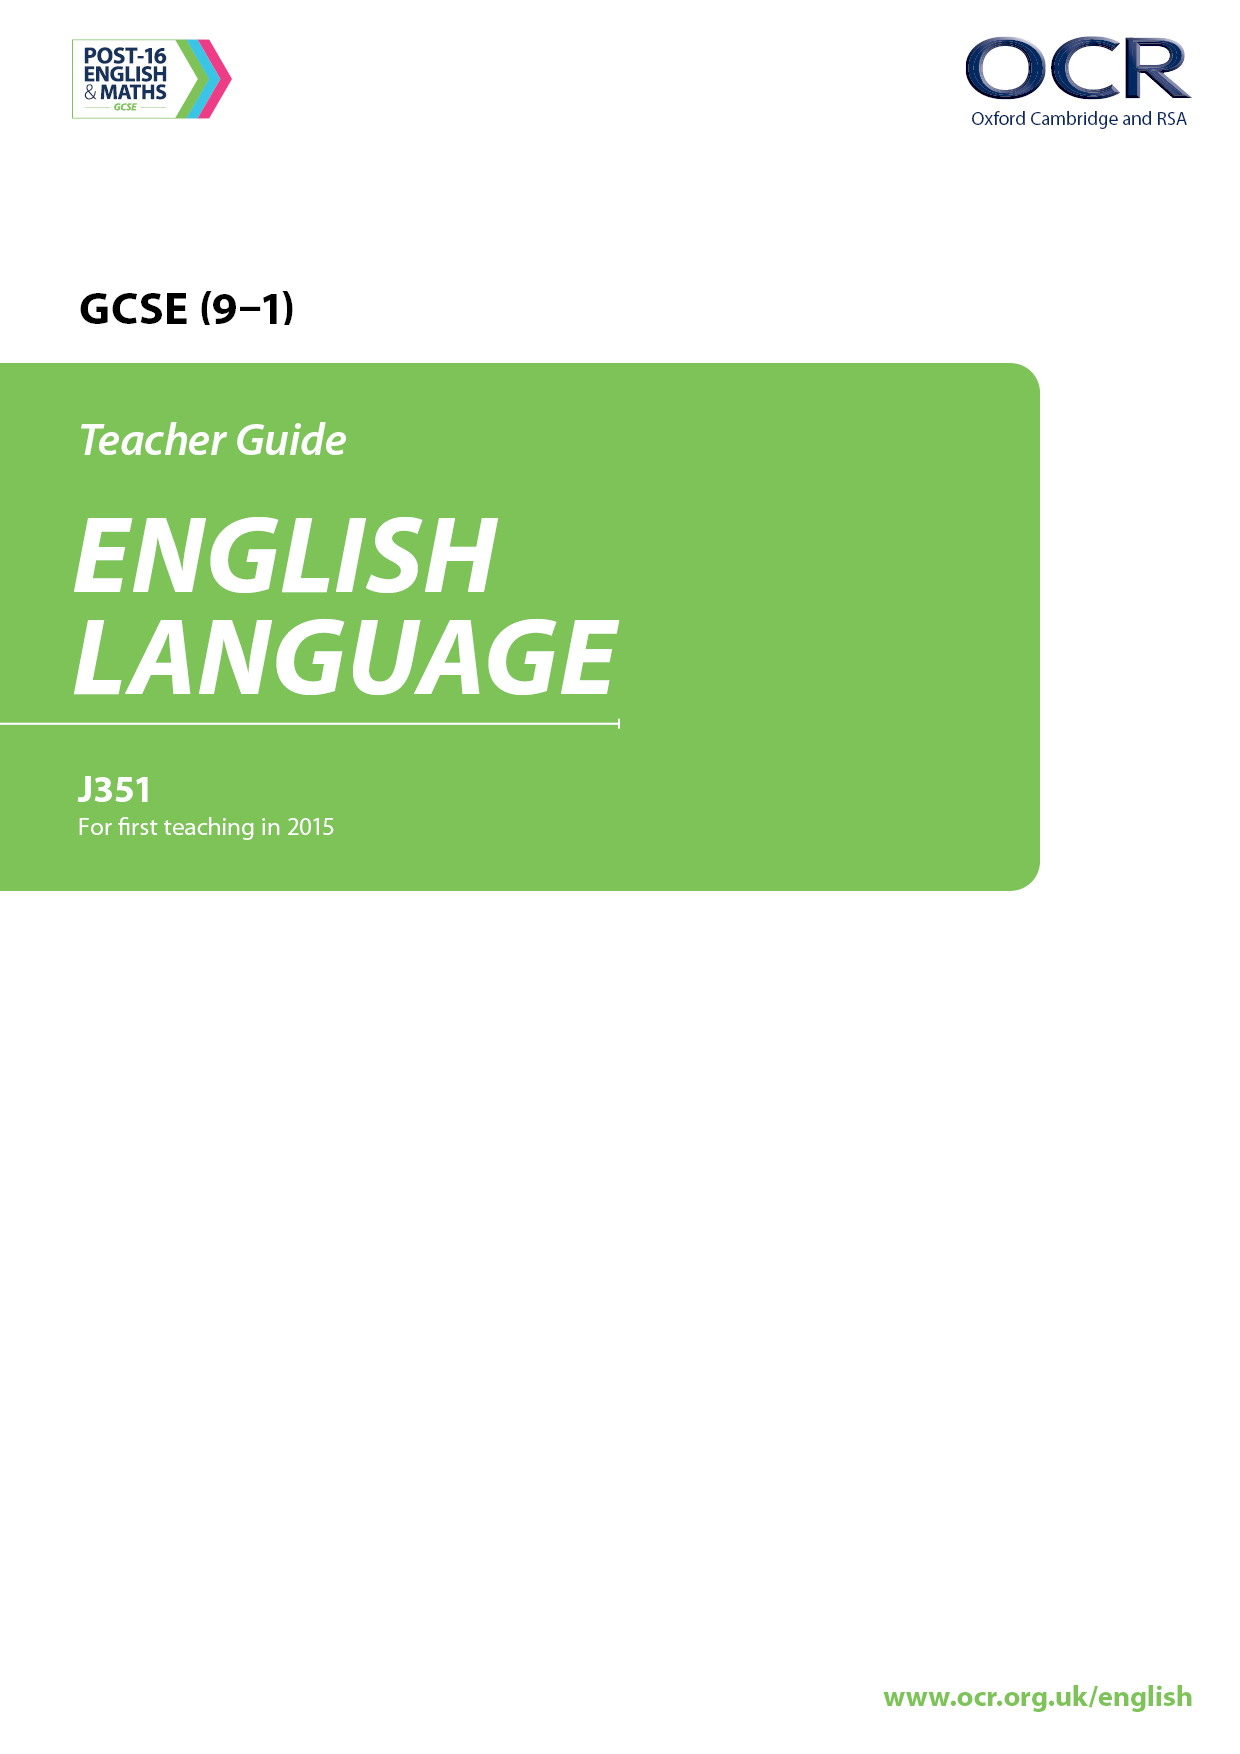 POST-16
ENGLISH
& MATHS
GCSE
OCR
Oxford Cambridge and RSA
GCSE (9–1)
Teacher Guide
ENGLISH
LANGUAGE
J351
For first teaching in 2015
www.ocr.org.uk/english